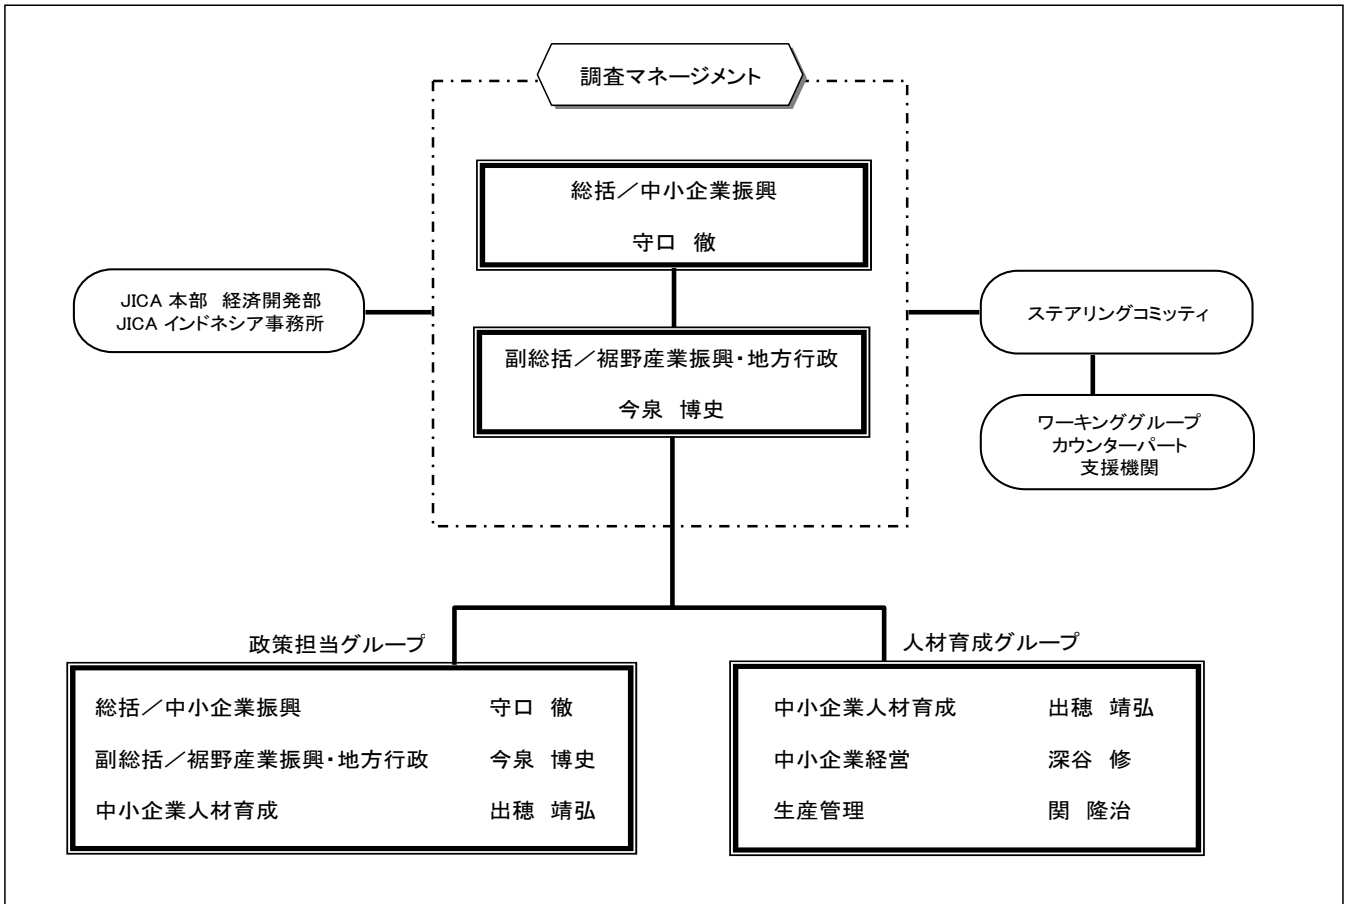 調査マネージメント
総括／中小企業振興
守口　徹
JICA 本部　経済開発部
JICA インドネシア事務所
副総括／裾野産業振興・地方行政
今泉　博史
ステアリングコミッティ
ワーキンググループ
カウンターパート
支援機関
政策担当グループ
総括／中小企業振興　守口　徹
副総括／裾野産業振興・地方行政　今泉　博史
中小企業人材育成　出穂　靖弘
人材育成グループ
中小企業人材育成　出穂　靖弘
中小企業経営　深谷　修
生産管理　関　隆治